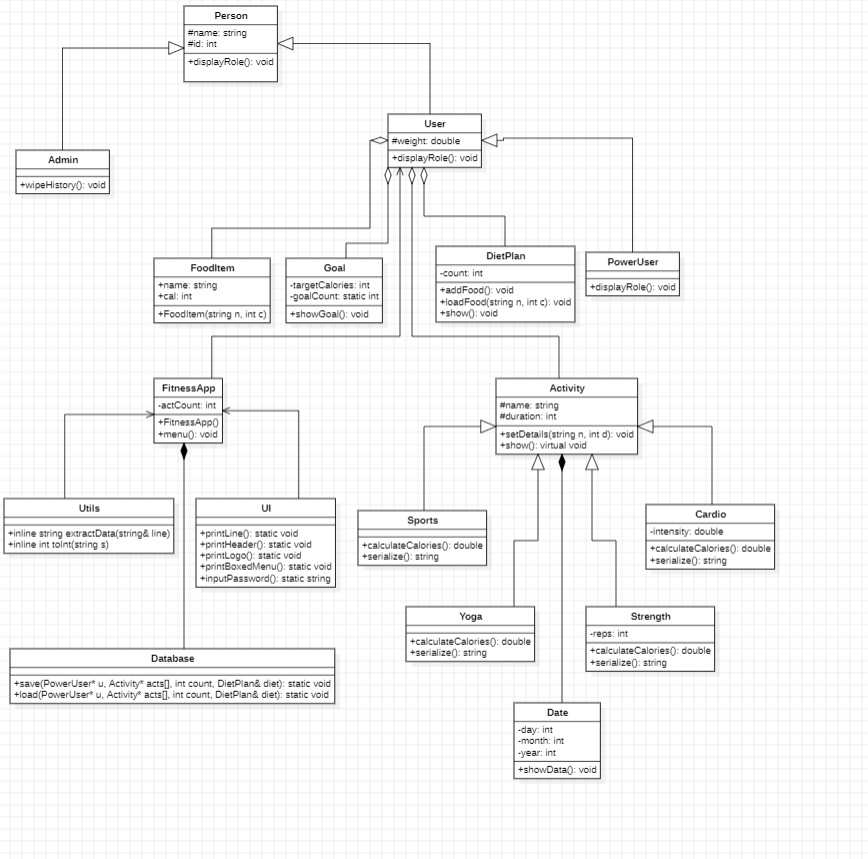 Person
#name: string
#id: int
+displayRole(): void
User
#weight: double
+displayRole(): void
Admin
+wipeHistory(): void
FoodItem
+name: string
+cal: int
+FoodItem(string n, int c)
Goal
-targetCalories: int
-goalCount: static int
+showGoal(): void
DietPlan
-count: int
+addFood(): void
+loadFood(string n, int c): void
+show(): void
PowerUser
+displayRole(): void
FitnessApp
-actCount: int
+FitnessApp()
+menu(): void
Activity
#name: string
#duration: int
+setDetails(string n, int d): void
+show(): virtual void
Utils
+inline string extractData(string& line)
+inline int toInt(string s)
UI
+printLine(): static void
+printHeader(): static void
+printLogo(): static void
+printBoxedMenu(): static void
+inputPassword(): static string
Sports
+calculateCalories(): double
+serialize(): string
Cardio
-intensity: double
+calculateCalories(): double
+serialize(): string
Yoga
+calculateCalories(): double
+serialize(): string
Strength
-reps: int
+calculateCalories(): double
+serialize(): string
Database
+save(PowerUser* u, Activity* acts[], int count, DietPlan& diet): static void
+load(PowerUser* u, Activity* acts[], int count, DietPlan& diet): static void
Date
-day: int
-month: int
-year: int
+showData(): void